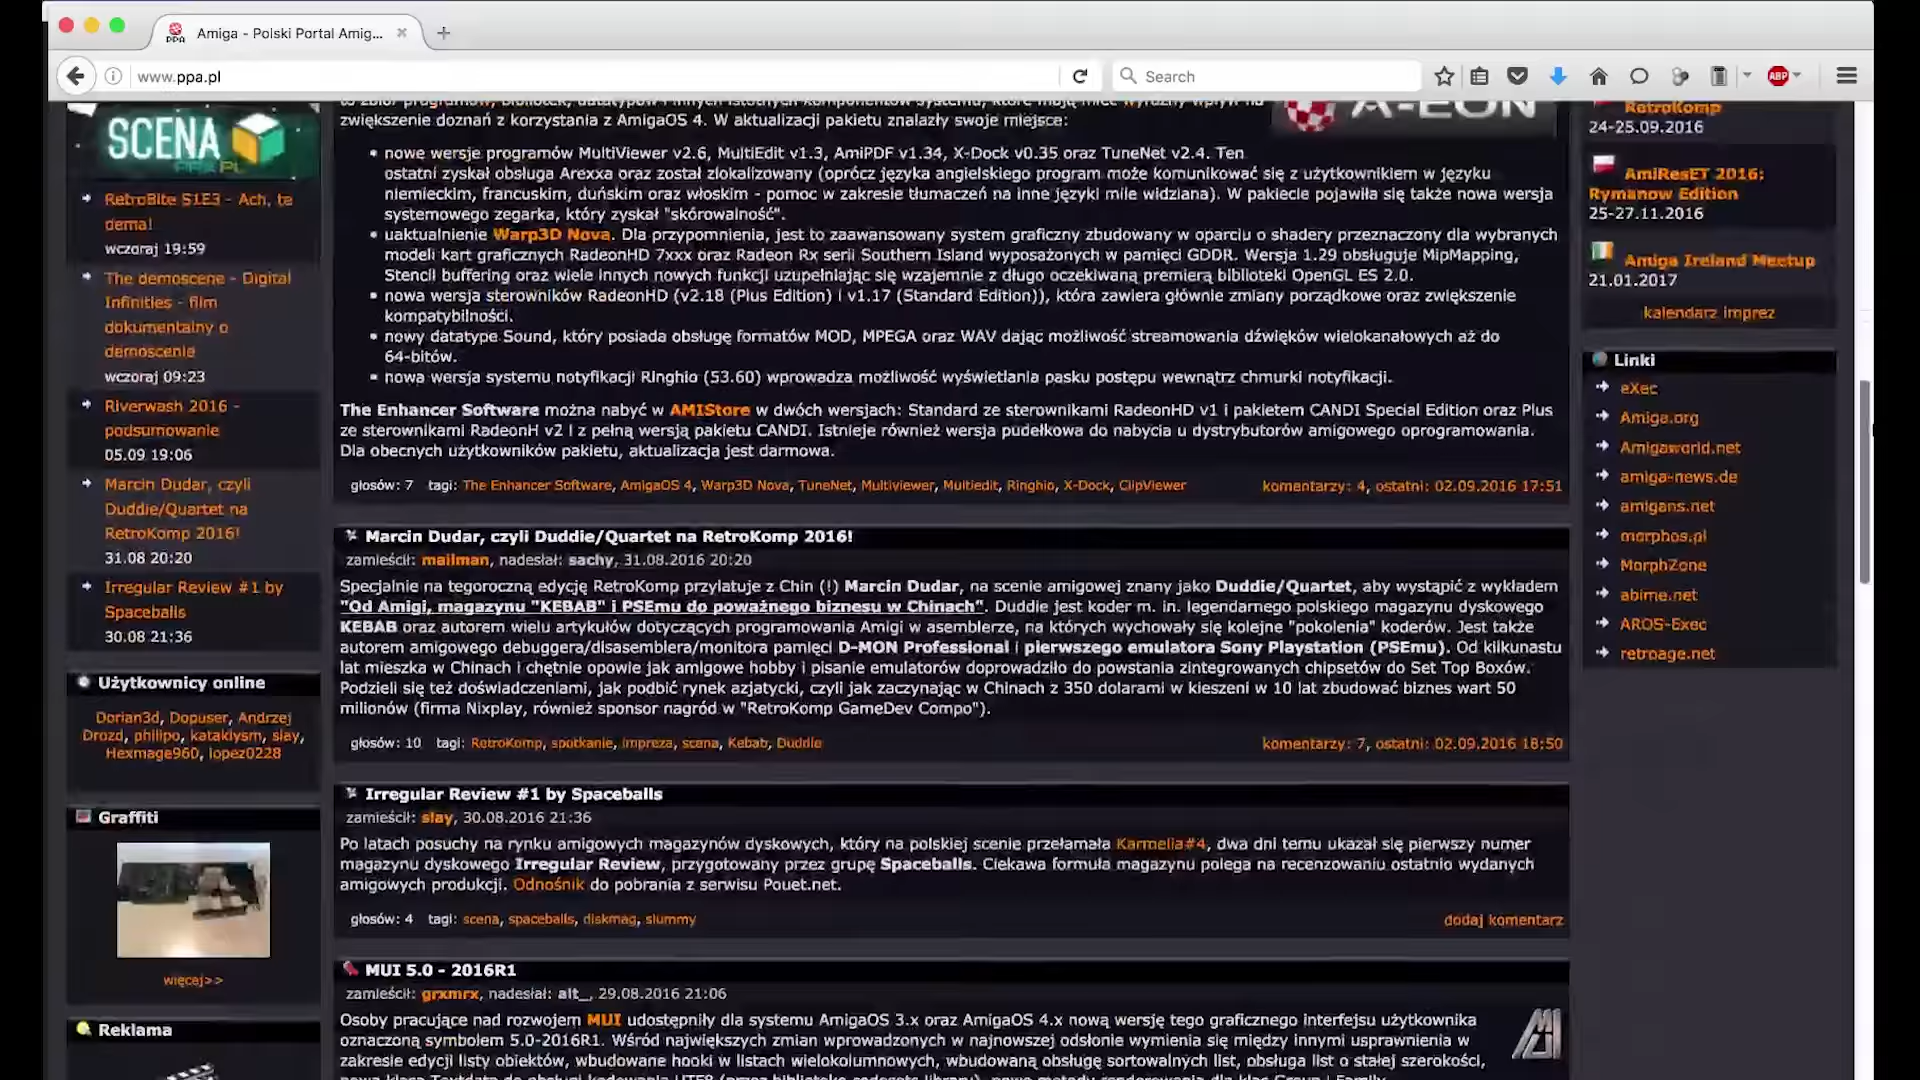 Amiga - Polski Portal Amig...
www.ppa.pl
Search
ABP
SCENA
PPA.PL
RetroBite S1E3 - Ach, te
dema!
wczoraj 19:59
The demoscene - Digital
Infinities - film
dokumentalny o
demoscenie
wczoraj 09:23
Riverwash 2016 -
podsumowanie
05.09 19:06
Marcin Dudar, czyli
Duddie/Quartet na
RetroKomp 2016!
31.08 20:20
Irregular Review #1 by
Spaceballs
30.08 21:36
Użytkownicy online
Dorian3d, Dopuser, Andrzej
Drozd, philipo, kataklysm, slay,
Hexmage960, lopez0228
Graffiti
więcej>>
Reklama
to zbiór programów, bibliotek, datatypów i innych istotnych komponentów systemu, które mają mieć wyraźny wpływ na
zwiększenie doznań z korzystania z AmigaOS 4. W aktualizacji pakietu znalazły swoje miejsce:
A-EON
nowe wersje programów MultiViewer v2.6, MultiEdit v1.3, AmiPDF v1.34, X-Dock v0.35 oraz TuneNet v2.4. Ten
ostatni zyskał obsługa Arexxa oraz został zlokalizowany (oprócz języka angielskiego program może komunikować się z użytkownikiem w języku
niemieckim, francuskim, duńskim oraz włoskim - pomoc w zakresie tłumaczeń na inne języki mile widziana). W pakiecie pojawiła się także nowa wersja
systemowego zegarka, który zyskał "skórowalność".
uaktualnienie Warp3D Nova. Dla przypomnienia, jest to zaawansowany system graficzny zbudowany w oparciu o shadery przeznaczony dla wybranych
modeli kart graficznych RadeonHD 7xxx oraz Radeon Rx serii Southern Island wyposażonych w pamięci GDDR. Wersja 1.29 obsługuje MipMapping,
Stencil buffering oraz wiele innych nowych funkcji uzupełniając się wzajemnie z długo oczekiwaną premierą biblioteki OpenGL ES 2.0.
nowa wersja sterowników RadeonHD (v2.18 (Plus Edition) i v1.17 (Standard Edition)), która zawiera głównie zmiany porządkowe oraz zwiększenie
kompatybilności.
nowy datatype Sound, który posiada obsługę formatów MOD, MPEGA oraz WAV dając możliwość streamowania dźwięków wielokanałowych aż do
64-bitów.
nowa wersja systemu notyfikacji Ringhio (53.60) wprowadza możliwość wyświetlania pasku postępu wewnątrz chmurki notyfikacji.
The Enhancer Software można nabyć w AMIStore w dwóch wersjach: Standard ze sterownikami RadeonHD v1 i pakietem CANDI Special Edition oraz Plus
ze sterownikami RadeonH v2 i z pełną wersją pakietu CANDI. Istnieje również wersja pudełkowa do nabycia u dystrybutorów amigowego oprogramowania.
Dla obecnych użytkowników pakietu, aktualizacja jest darmowa.
głosów: 7 tagi: The Enhancer Software, AmigaOS 4, Warp3D Nova, TuneNet, Multiviewer, Multiedit, Ringhio, X-Dock, ClipViewer komentarzy: 4, ostatni: 02.09.2016 17:51
Marcin Dudar, czyli Duddie/Quartet na RetroKomp 2016!
zamieścił: mailman, nadesłał: sachy, 31.08.2016 20:20
Specjalnie na tegoroczną edycję RetroKomp przylatuje z Chin (!) Marcin Dudar, na scenie amigowej znany jako Duddie/Quartet, aby wystąpić z wykładem
"Od Amigi, magazynu "KEBAB" i PSEmu do poważnego biznesu w Chinach". Duddie jest koder m. in. legendarnego polskiego magazynu dyskowego
KEBAB oraz autorem wielu artykułów dotyczących programowania Amigi w asemblerze, na których wychowały się kolejne "pokolenia" koderów. Jest także
autorem amigowego debuggera/disasemblera/monitora pamięci D-MON Professional i pierwszego emulatora Sony Playstation (PSEmu). Od kilkunastu
lat mieszka w Chinach i chętnie opowie jak amigowe hobby i pisanie emulatorów doprowadziło do powstania zintegrowanych chipsetów do Set Top Boxów.
Podzieli się też doświadczeniami, jak podbić rynek azjatycki, czyli jak zaczynając w Chinach z 350 dolarami w kieszeni w 10 lat zbudować biznes wart 50
milionów (firma Nixplay, również sponsor nagród w "RetroKomp GameDev Compo").
głosów: 10 tagi: RetroKomp, spotkanie, impreza, scena, Kebab, Duddie komentarzy: 7, ostatni: 02.09.2016 18:50
Irregular Review #1 by Spaceballs
zamieścił: slay, 30.08.2016 21:36
Po latach posuchy na rynku amigowych magazynów dyskowych, który na polskiej scenie przełamała Karmelia#4, dwa dni temu ukazał się pierwszy numer
magazynu dyskowego Irregular Review, przygotowany przez grupę Spaceballs. Ciekawa formuła magazynu polega na recenzowaniu ostatnio wydanych
amigowych produkcji. Odnośnik do pobrania z serwisu Pouet.net.
głosów: 4 tagi: scena, spaceballs, diskmag, slummy dodaj komentarz
MUI 5.0 - 2016R1
zamieścił: grxmrx, nadesłał: alt_, 29.08.2016 21:06
Osoby pracujące nad rozwojem MUI udostępniły dla systemu AmigaOS 3.x oraz AmigaOS 4.x nową wersję tego graficznego interfejsu użytkownika
oznaczoną symbolem 5.0-2016R1. Wśród największych zmian wprowadzonych w najnowszej odsłonie wymienia się między innymi usprawnienia w
zakresie edycji listy obiektów, wbudowane hooki w listach wielokolumnowych, wbudowaną obsługę sortowalnych list, obsługa list o stałej szerokości,
RetroKomp
24-25.09.2016
AmiResET 2016:
Rymanow Edition
25-27.11.2016
Amiga Ireland Meetup
21.01.2017
kalendarz imprez
Linki
eXec
Amiga.org
Amigaworld.net
amiga-news.de
amigans.net
morphos.pl
MorphZone
abime.net
AROS-Exec
retroage.net